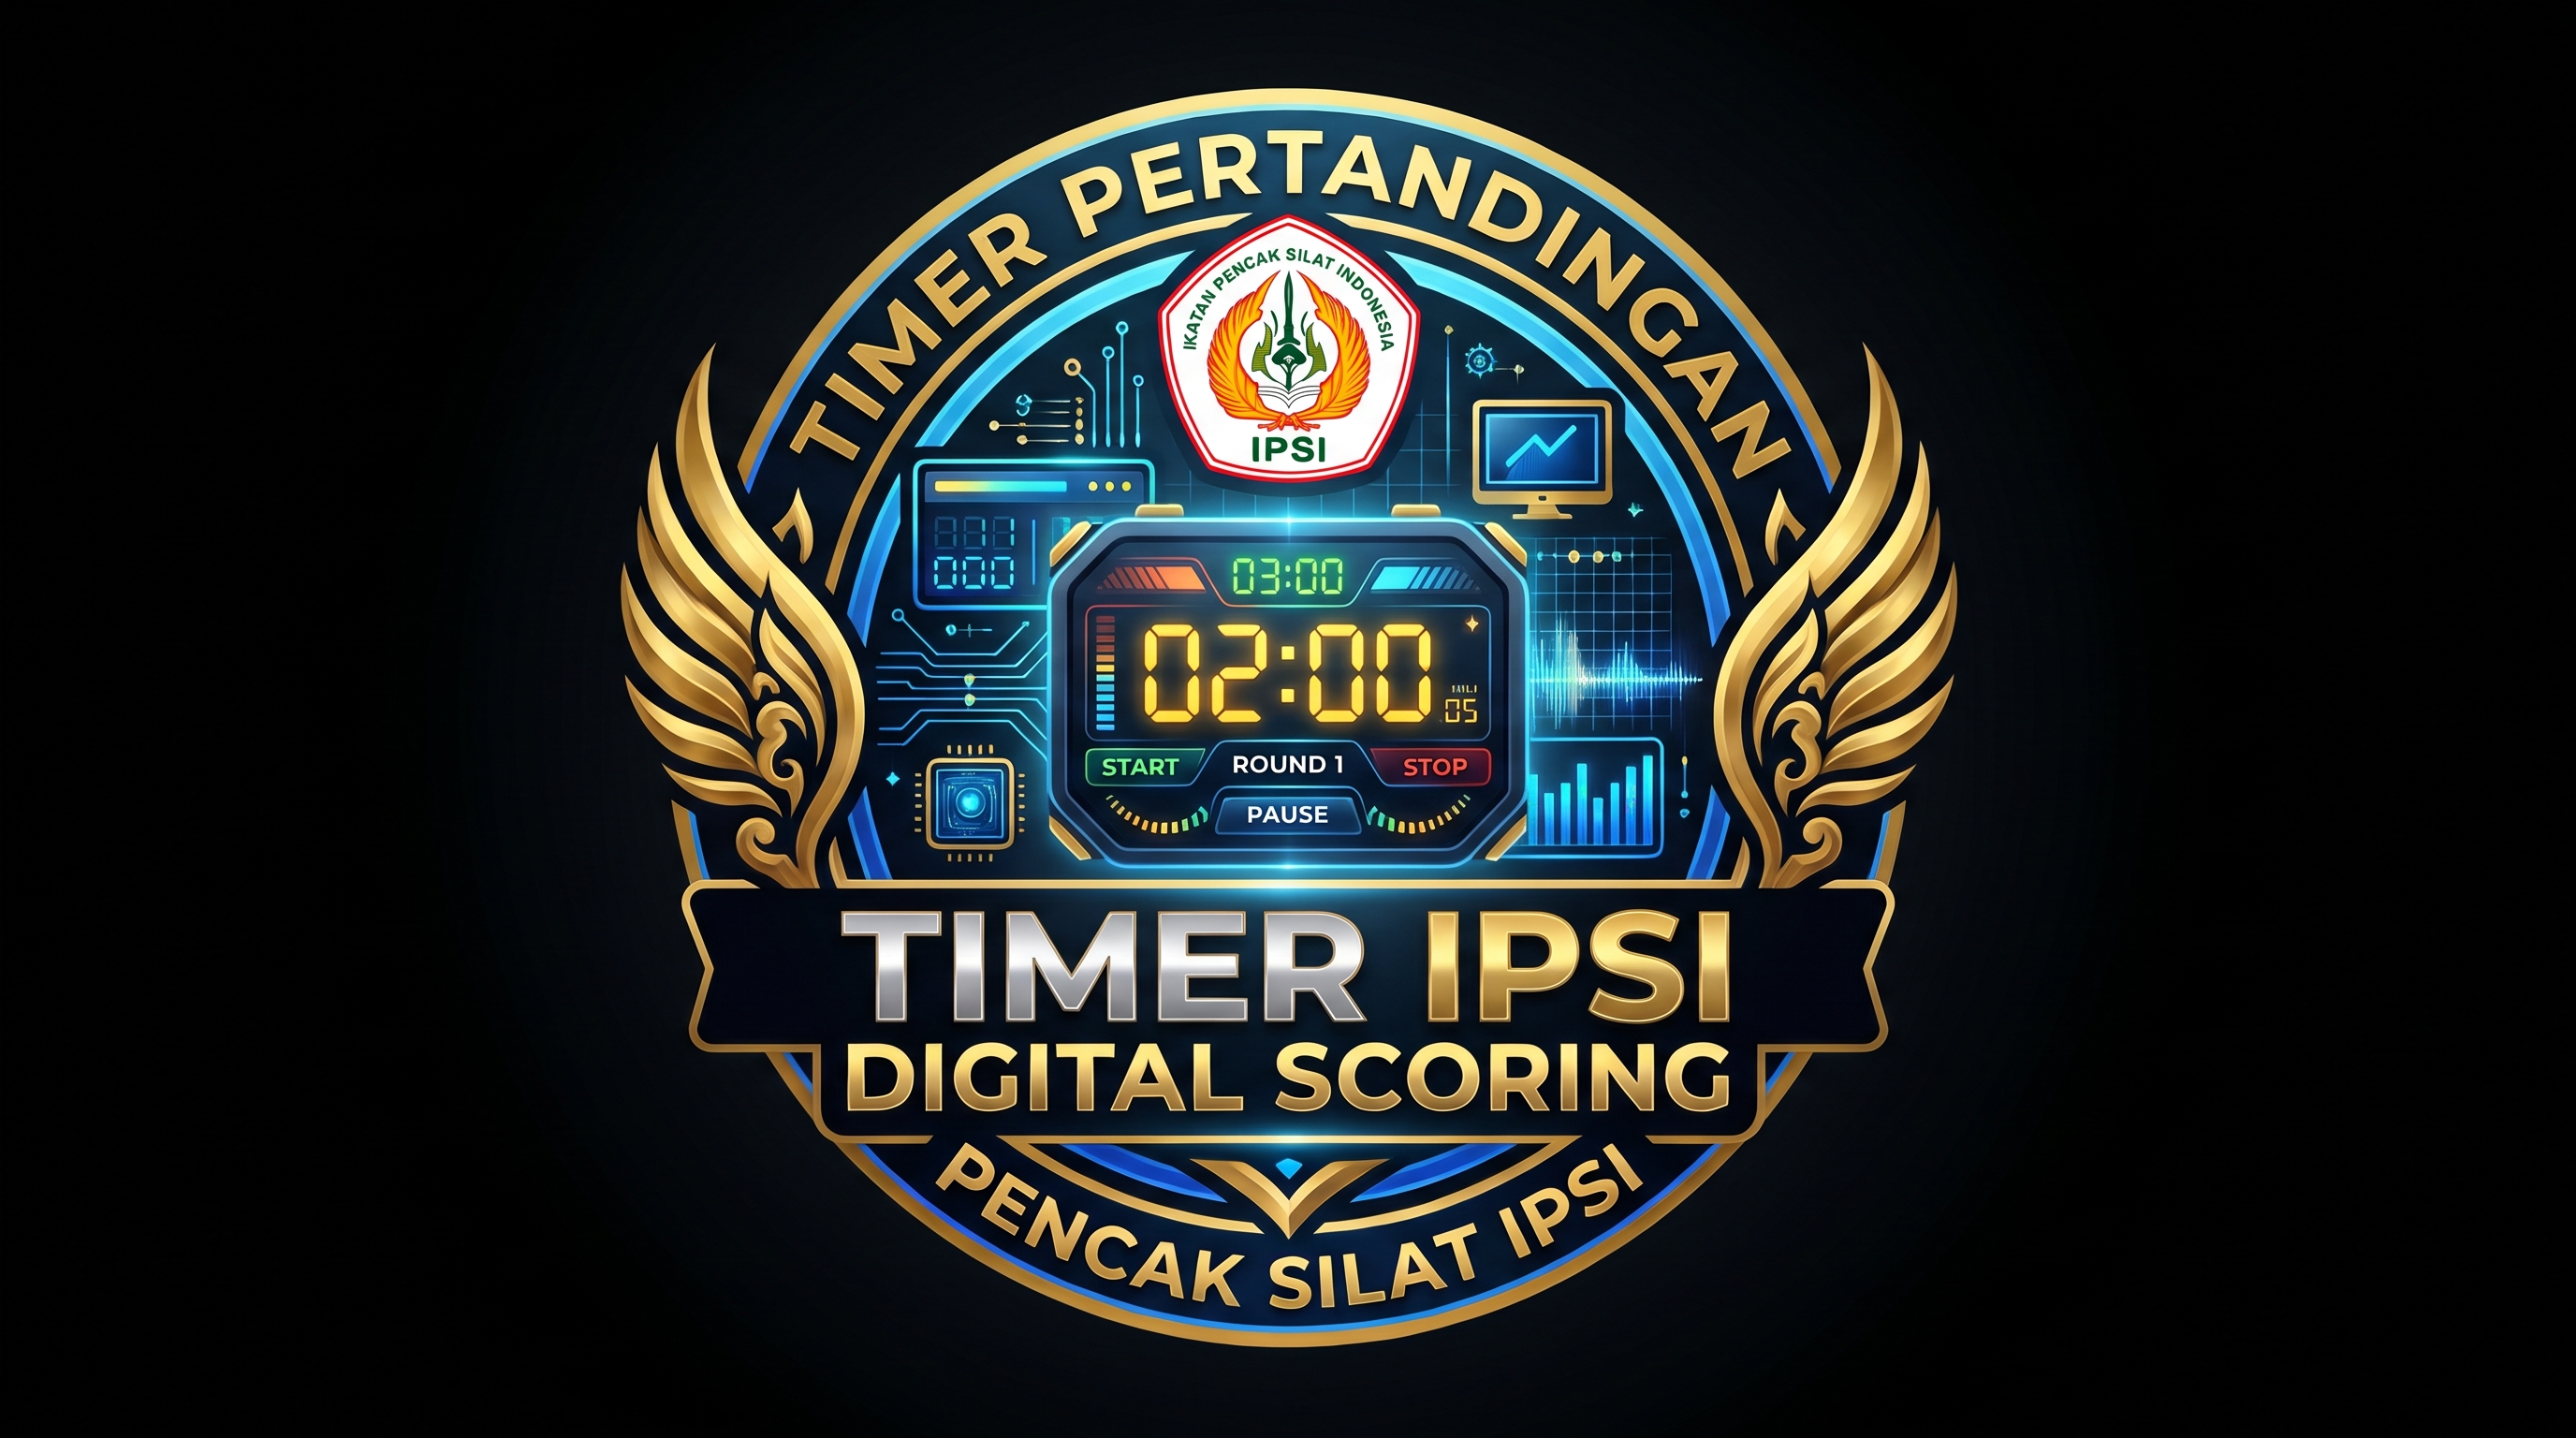 TIMER PERTANDINGAN
IKATAN PENCAK SILAT INDONESIA
IPSI
03:00
02:00
05
START
ROUND 1
STOP
PAUSE
TIMER IPSI
DIGITAL SCORING
PENCAK SILAT IPSI